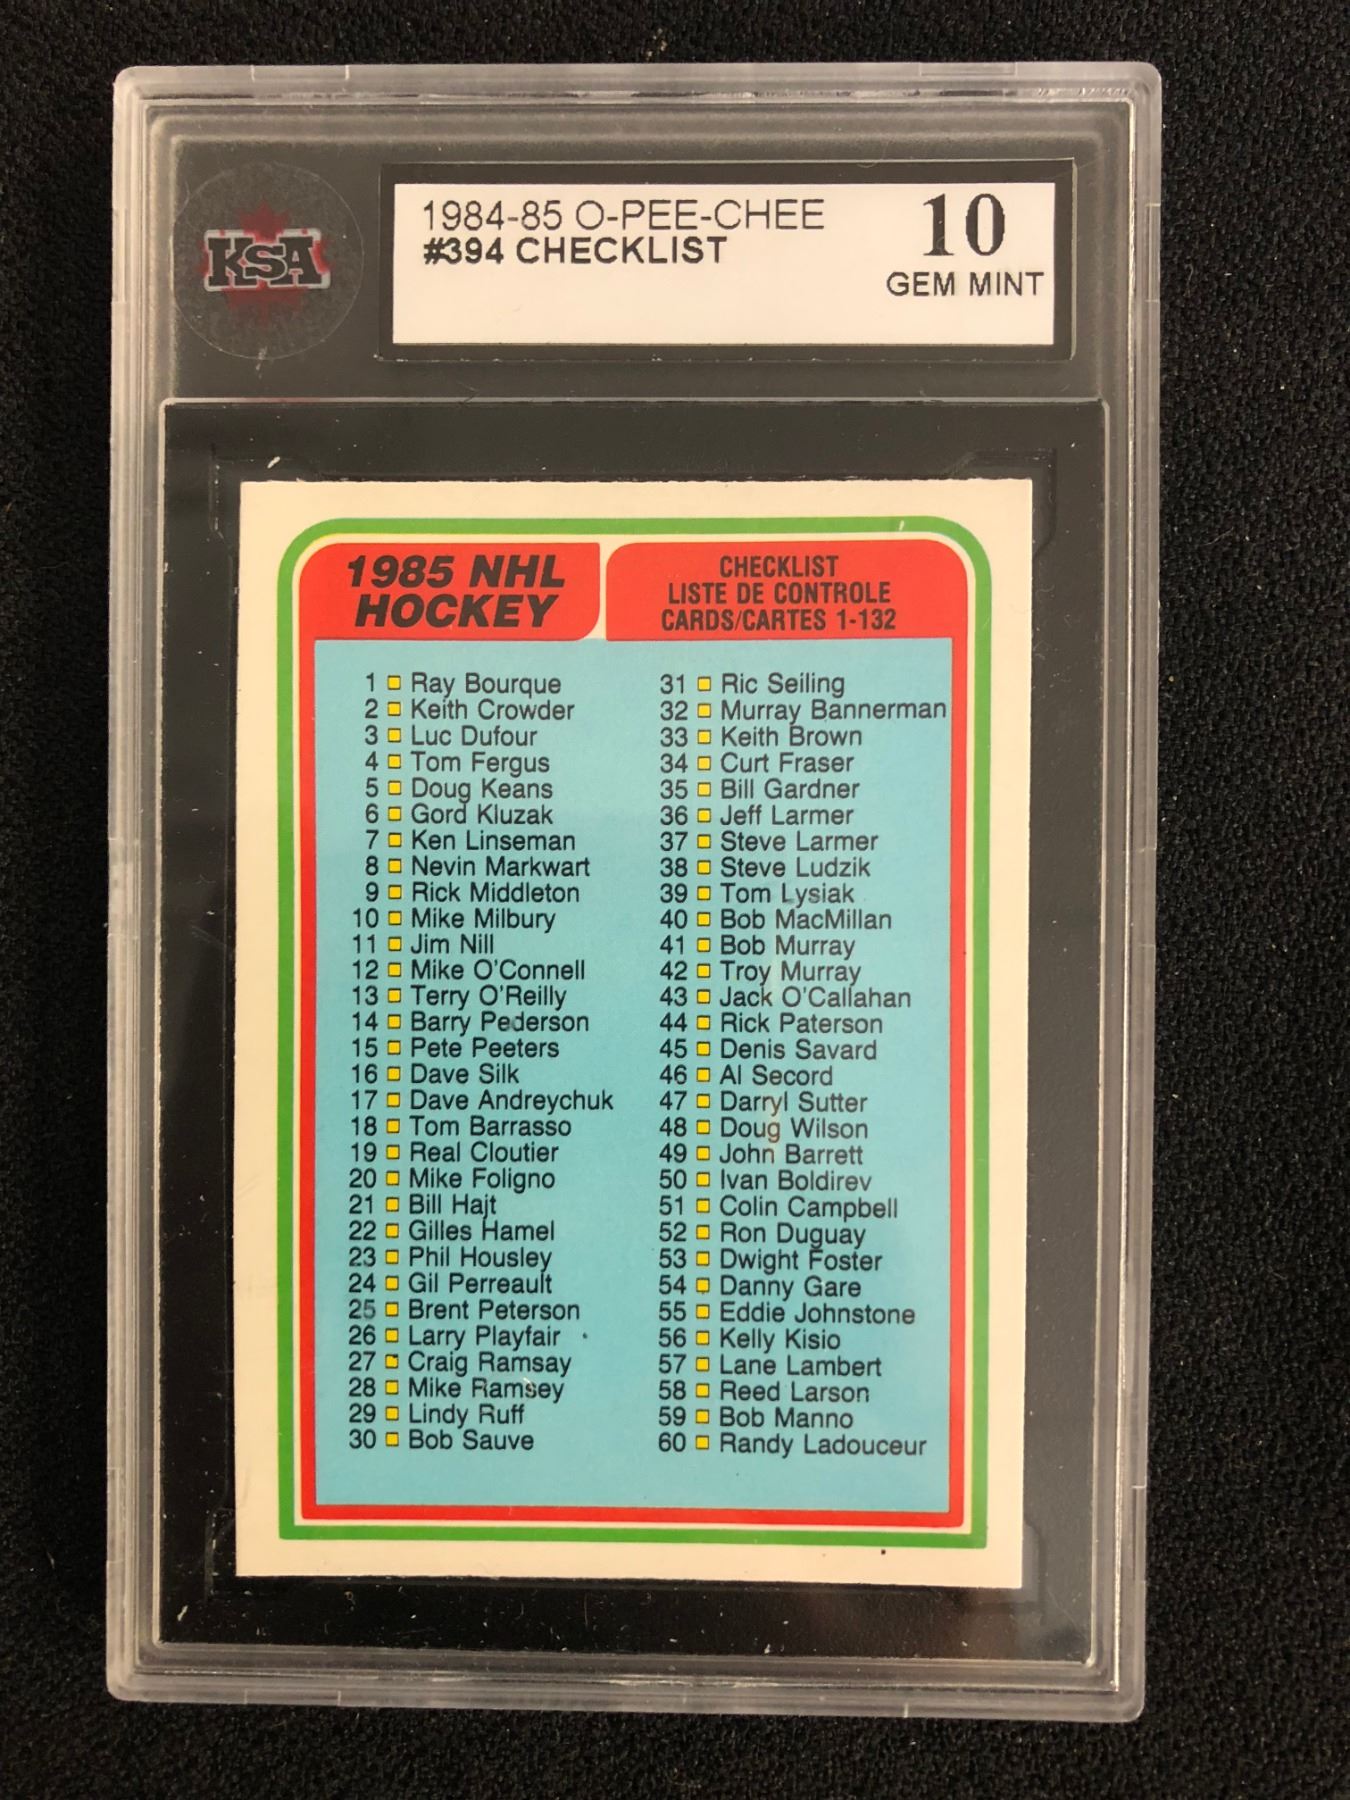 KSA
1984-85 O-PEE-CHEE
#394 CHECKLIST
10
GEM MINT
1985 NHL
HOCKEY
CHECKLIST
LISTE DE CONTROLE
CARDS/CARTES 1-132
1 Ray Bourque
2 Keith Crowder
3 Luc Dufour
4 Tom Fergus
5 Doug Keans
6 Gord Kluzak
7 Ken Linseman
8 Nevin Markwart
9 Rick Middleton
10 Mike Milbury
11 Jim Nill
12 Mike O'Connell
13 Terry O'Reilly
14 Barry Pederson
15 Pete Peeters
16 Dave Silk
17 Dave Andreychuk
18 Tom Barrasso
19 Real Cloutier
20 Mike Foligno
21 Bill Hajt
22 Gilles Hamel
23 Phil Housley
24 Gil Perreault
25 Brent Peterson
26 Larry Playfair
27 Craig Ramsay
28 Mike Ramsey
29 Lindy Ruff
30 Bob Sauve
31 Ric Seiling
32 Murray Bannerman
33 Keith Brown
34 Curt Fraser
35 Bill Gardner
36 Jeff Larmer
37 Steve Larmer
38 Steve Ludzik
39 Tom Lysiak
40 Bob MacMillan
41 Bob Murray
42 Troy Murray
43 Jack O'Callahan
44 Rick Paterson
45 Denis Savard
46 Al Secord
47 Darryl Sutter
48 Doug Wilson
49 John Barrett
50 Ivan Boldirev
51 Colin Campbell
52 Ron Duguay
53 Dwight Foster
54 Danny Gare
55 Eddie Johnstone
56 Kelly Kisio
57 Lane Lambert
58 Reed Larson
59 Bob Manno
60 Randy Ladouceur